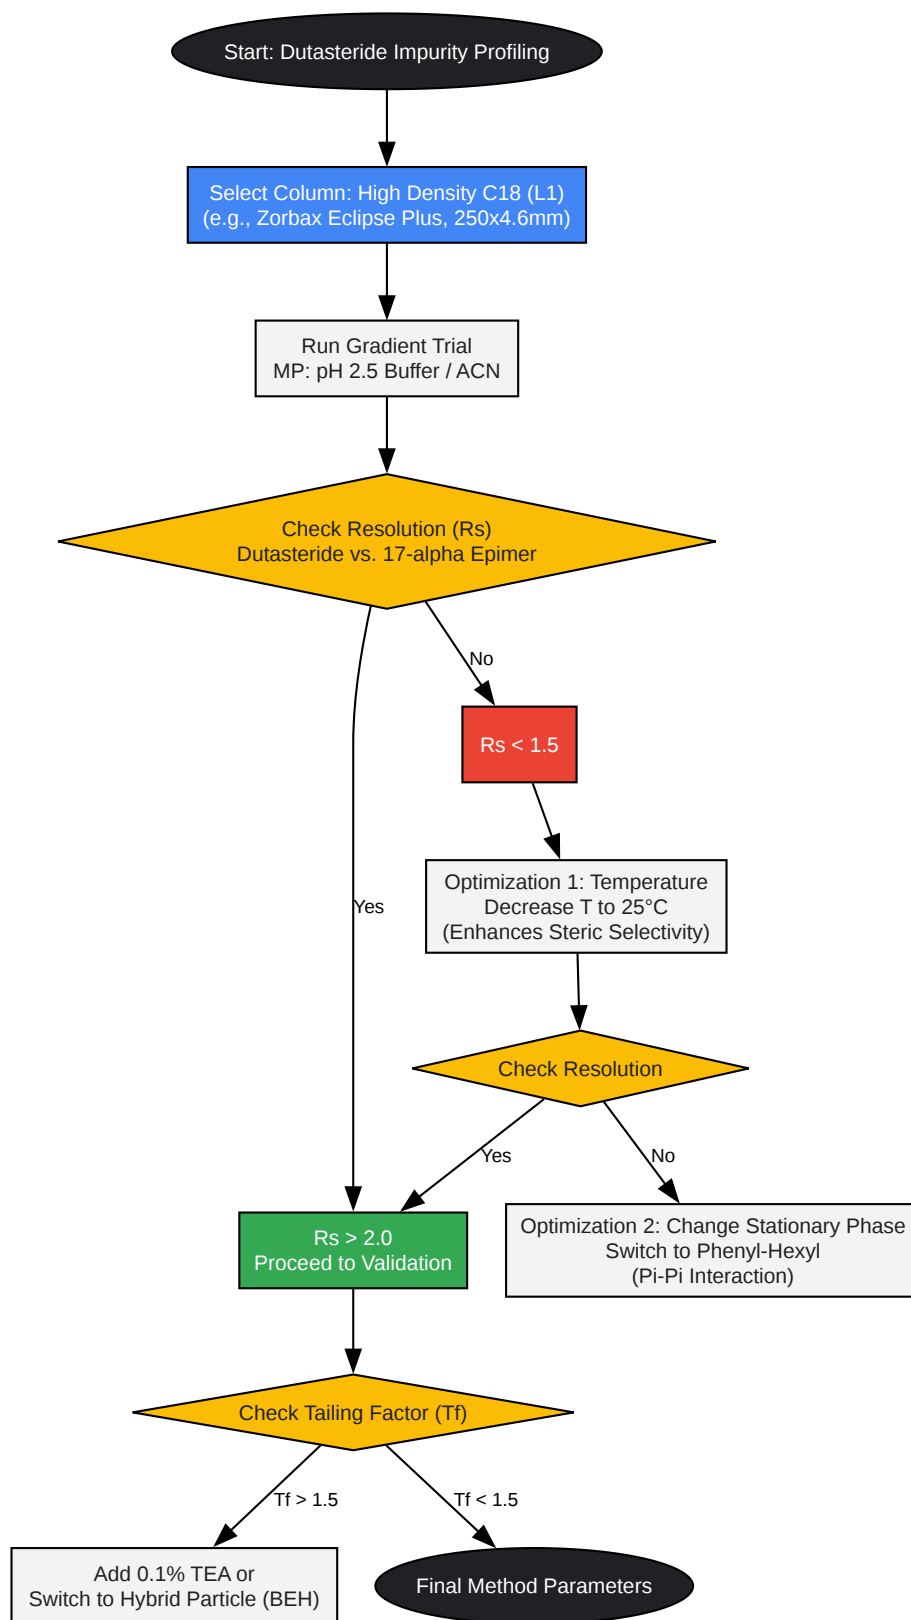 Start: Dutasteride Impurity Profiling
Select Column: High Density C18 (L1)
(e.g., Zorbax Eclipse Plus, 250x4.6mm)
Run Gradient Trial
MP: pH 2.5 Buffer / ACN
Check Resolution (Rs)
Dutasteride vs. 17-alpha Epimer
No
Rs < 1.5
Optimization 1: Temperature
Decrease T to 25°C
(Enhances Steric Selectivity)
Yes
Check Resolution
Yes
No
Rs > 2.0
Proceed to Validation
Optimization 2: Change Stationary Phase
Switch to Phenyl-Hexyl
(Pi-Pi Interaction)
Check Tailing Factor (Tf)
Tf > 1.5
Tf < 1.5
Add 0.1% TEA or
Switch to Hybrid Particle (BEH)
Final Method Parameters